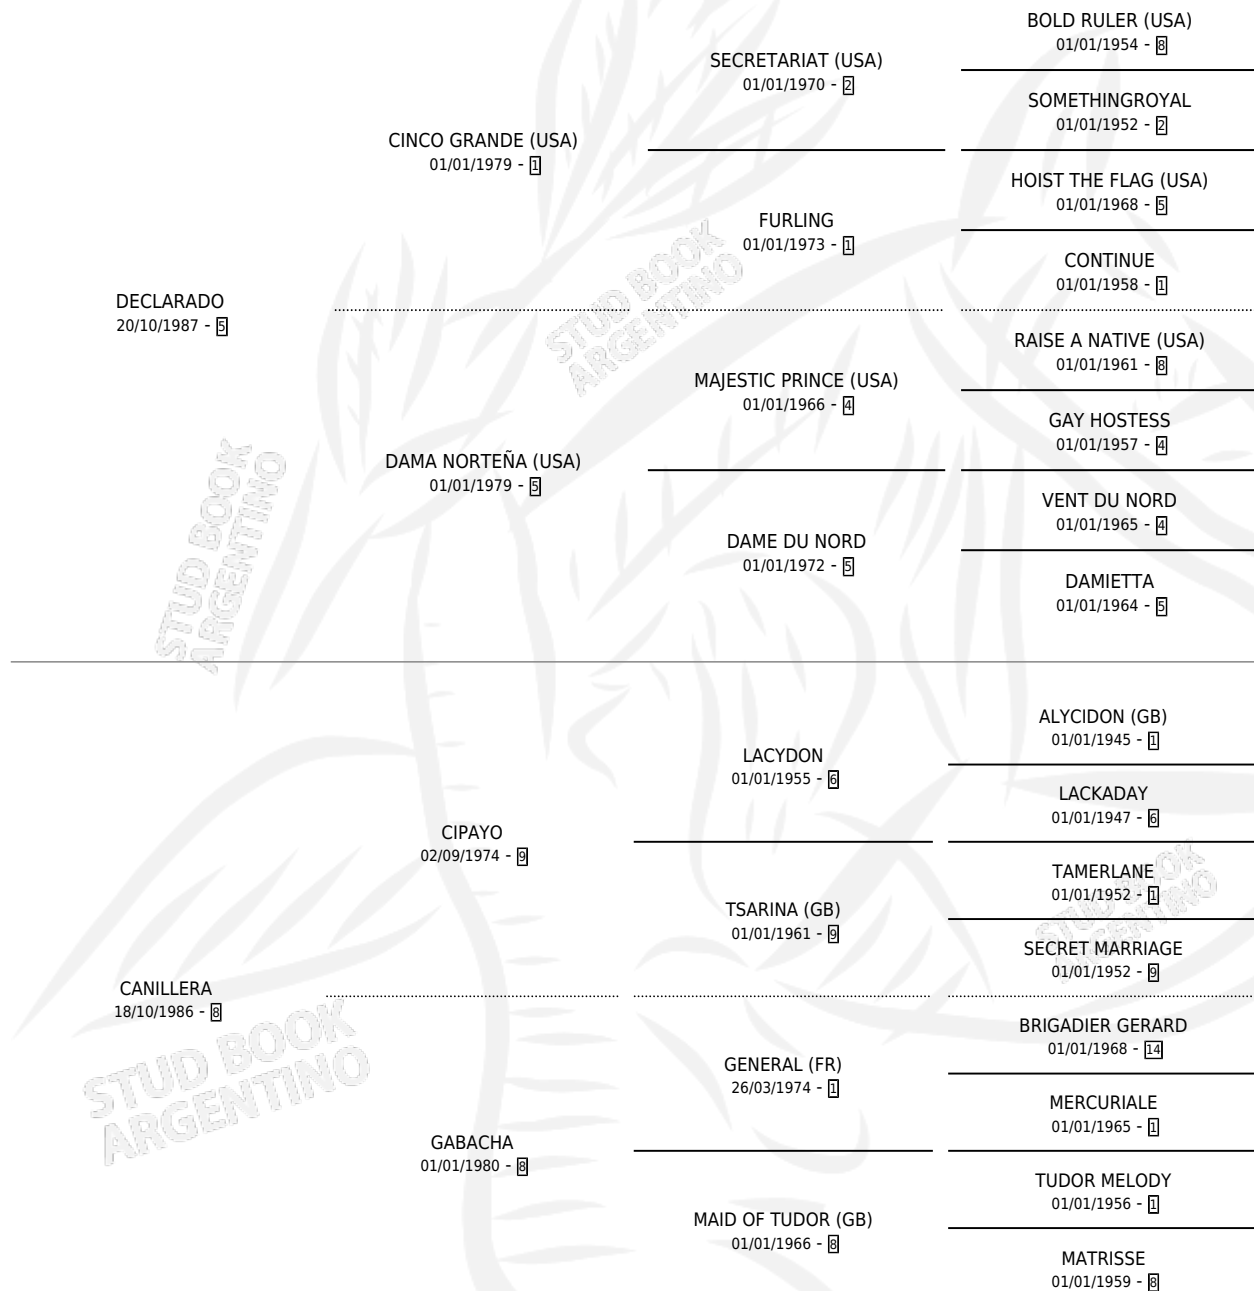 BOLD RULER (USA)
01/01/1954 - 8
SECRETARIAT (USA)
01/01/1970 - 2
SOMETHINGROYAL
01/01/1952 - 2
CINCO GRANDE (USA)
01/01/1979 - 1
HOIST THE FLAG (USA)
01/01/1968 - 5
FURLING
01/01/1973 - 1
CONTINUE
01/01/1958 - 1
DECLARADO
20/10/1987 - 5
RAISE A NATIVE (USA)
01/01/1961 - 8
MAJESTIC PRINCE (USA)
01/01/1966 - 4
GAY HOSTESS
01/01/1957 - 4
DAMA NORTEÑA (USA)
01/01/1979 - 5
VENT DU NORD
01/01/1965 - 4
DAME DU NORD
01/01/1972 - 5
DAMIETTA
01/01/1964 - 5
ALYCIDON (GB)
01/01/1945 - 1
LACYDON
01/01/1955 - 6
LACKADAY
01/01/1947 - 6
CIPAYO
02/09/1974 - 9
TAMERLANE
01/01/1952 - 1
TSARINA (GB)
01/01/1961 - 9
SECRET MARRIAGE
01/01/1952 - 9
CANILLERA
18/10/1986 - 8
BRIGADIER GERARD
01/01/1968 - 14
GENERAL (FR)
26/03/1974 - 1
MERCURIALE
01/01/1965 - 1
GABACHA
01/01/1980 - 8
TUDOR MELODY
01/01/1956 - 1
MAID OF TUDOR (GB)
01/01/1966 - 8
MATRISSE
01/01/1959 - 8
STUD BOOK
ARGENTINO
STUD BOOK
ARGENTINO
STUD BOOK
ARGENTINO
STUD BOOK
ARGENTINO